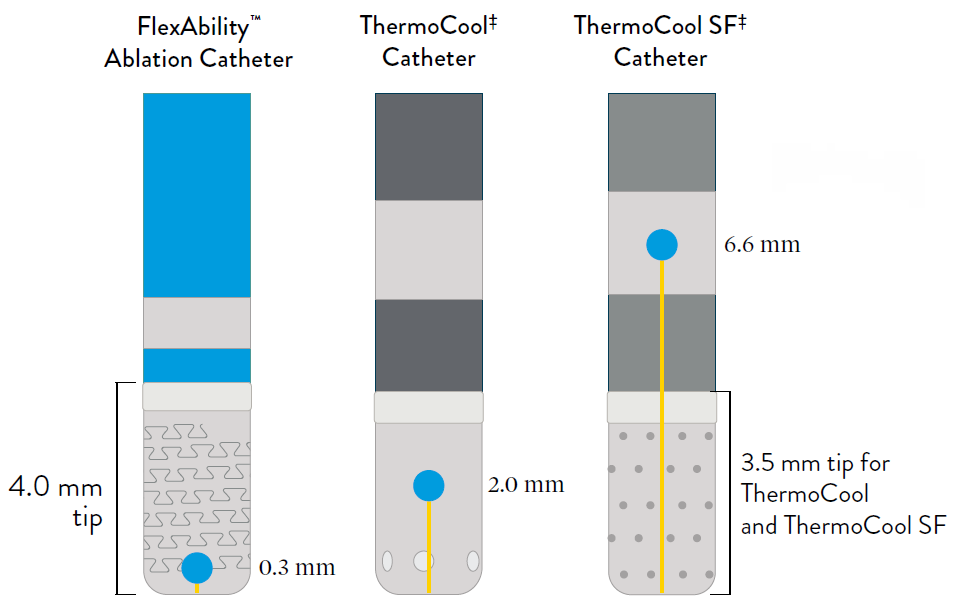 FlexAbility™
Ablation Catheter
ThermoCool‡
Catheter
ThermoCool SF‡
Catheter
6.6 mm
4.0 mm
tip
2.0 mm
3.5 mm tip for
ThermoCool
and ThermoCool SF
0.3 mm